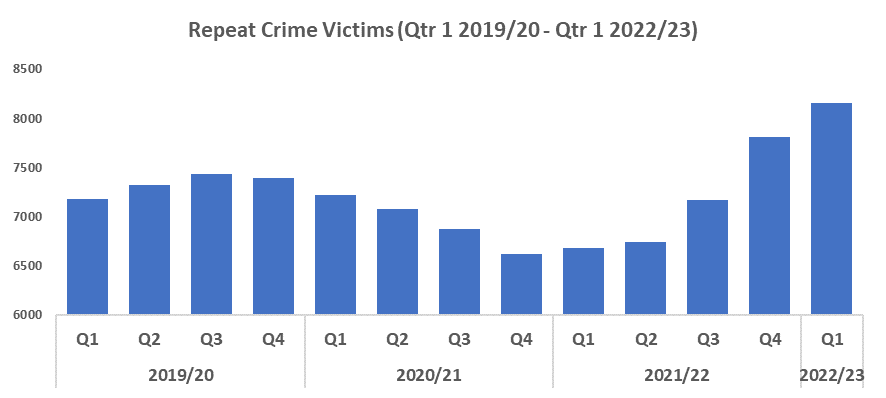 Repeat Crime Victims (Qtr 1 2019/20 - Qtr 1 2022/23)
8500
8000
7500
7000
6500
6000
Q1 Q2 Q3 Q4 Q1 Q2 Q3 Q4 Q1 Q2 Q3 Q4 Q1
2019/20 2020/21 2021/22 2022/23